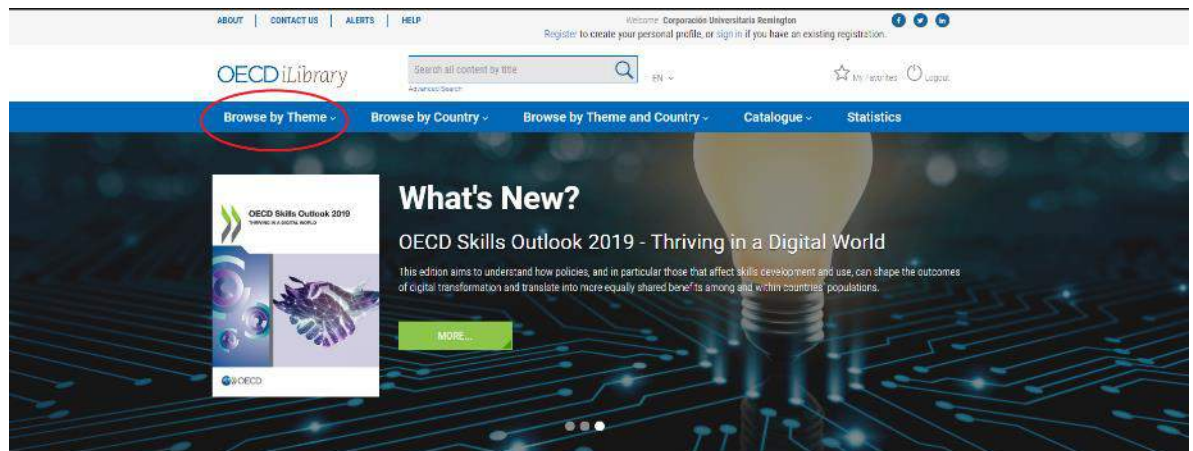 ABOUT | CONTACT US | ALERTS | HELP
Welcome Corporación Universitaria Remington
Register to create your personal profile, or sign in if you have an existing registration.
OECD iLibrary
Search all content by title
EN
My Favorites
Logout
Advanced Search
Browse by Theme
Browse by Country
Browse by Theme and Country
Catalogue
Statistics
OECD Skills Outlook 2019
THRIVING IN A DIGITAL WORLD
OECD
What's New?
OECD Skills Outlook 2019 - Thriving in a Digital World
This edition aims to understand how policies, and in particular those that affect skills development and use, can shape the outcomes
of digital transformation and translate into more equally shared benefits among and within countries' populations.
MORE...